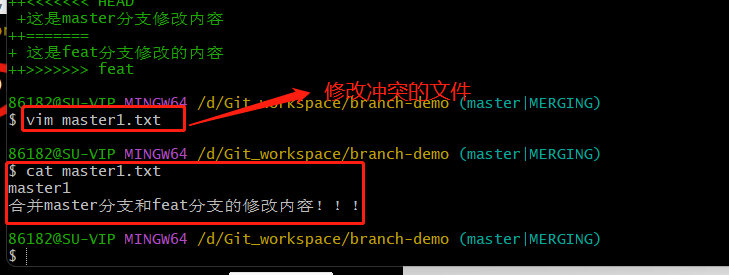 ++<<<<<<< HEAD
 +这是master分支修改内容
++=======
+ 这是feat分支修改的内容
++>>>>>>> feat
修改冲突的文件
86182@SU-VIP MINGW64 /d/Git_workspace/branch-demo (master|MERGING)
$ vim master1.txt
86182@SU-VIP MINGW64 /d/Git_workspace/branch-demo (master|MERGING)
$ cat master1.txt
master1
合并master分支和feat分支的修改内容！！！
86182@SU-VIP MINGW64 /d/Git_workspace/branch-demo (master|MERGING)
$